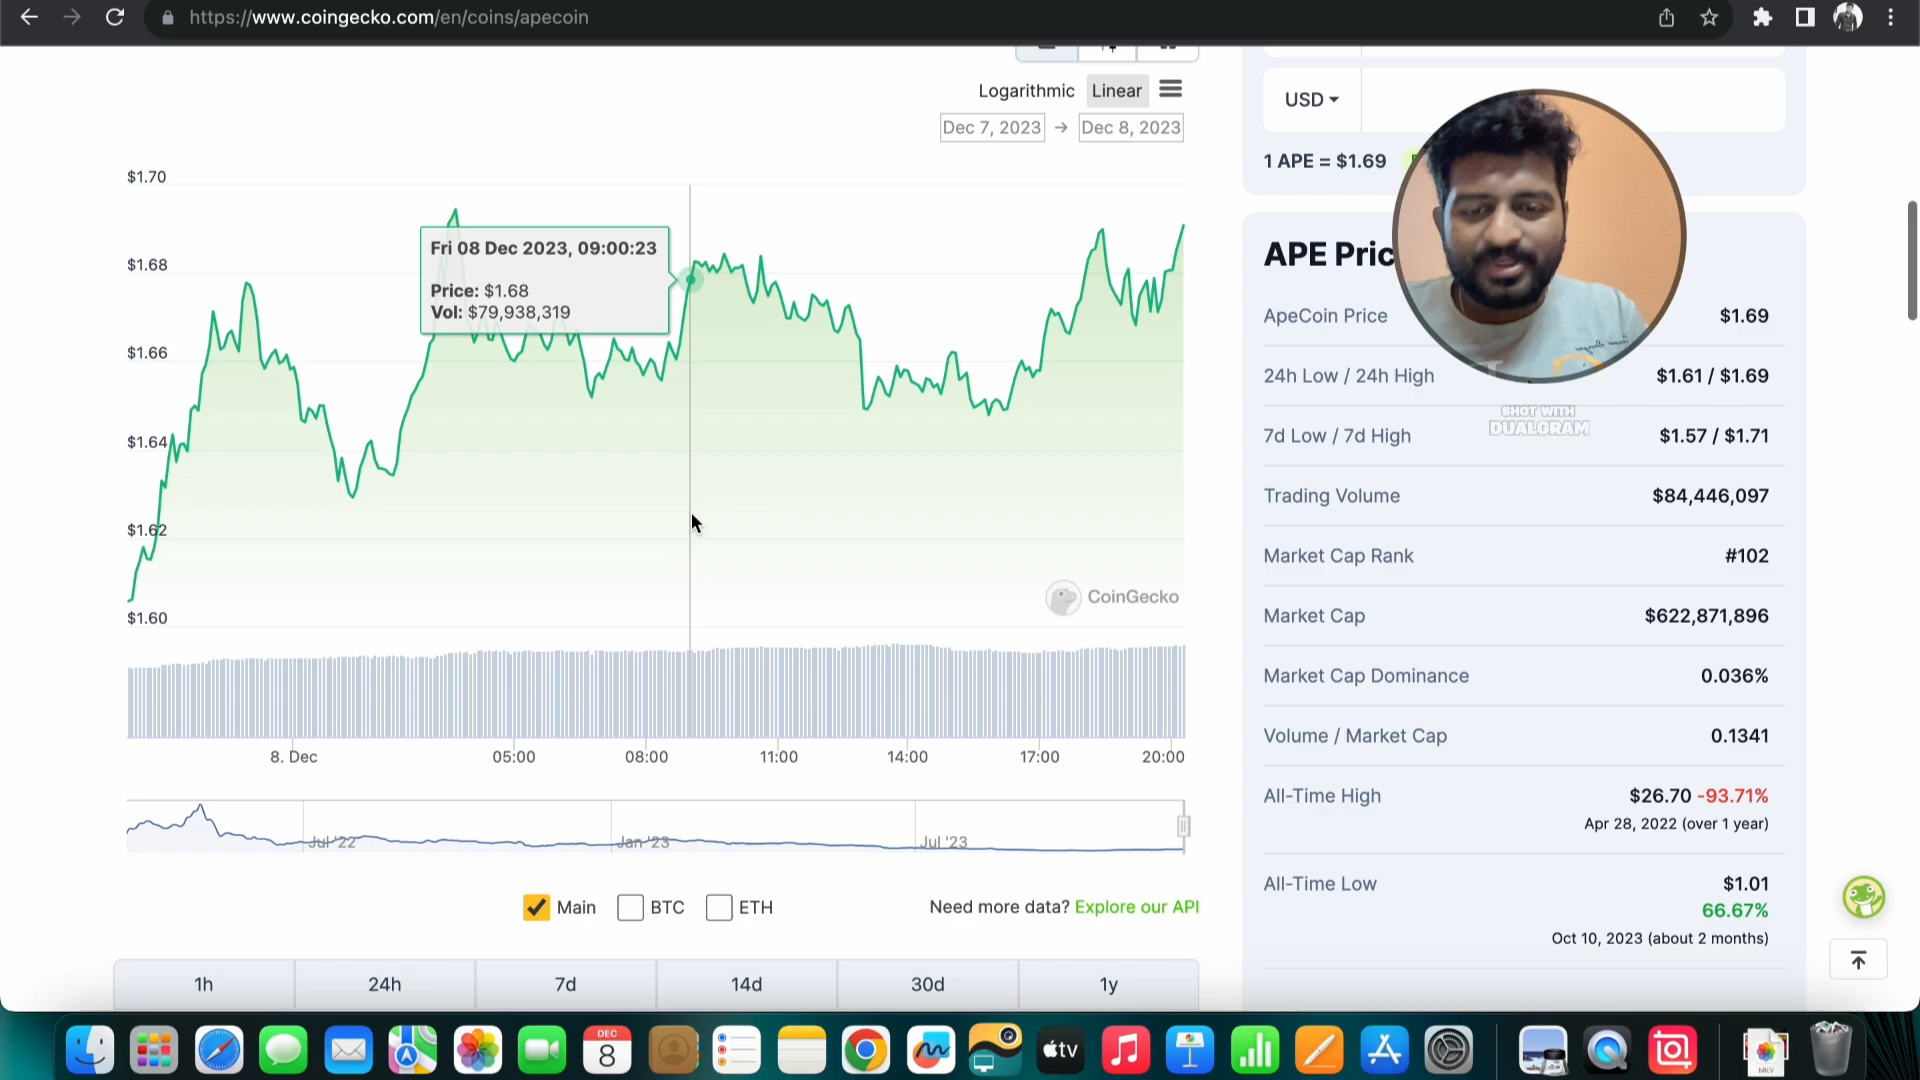 https://www.coingecko.com/en/coins/apecoin
Logarithmic Linear
Dec 7, 2023 → Dec 8, 2023
$1.70
$1.68
$1.66
$1.64
$1.62
$1.60
Fri 08 Dec 2023, 09:00:23
Price: $1.68
Vol: $79,938,319
CoinGecko
8. Dec 05:00 08:00 11:00 14:00 17:00 20:00
Jul '22 Jan '23 Jul '23
Main BTC ETH
Need more data? Explore our API
1h 24h 7d 14d 30d 1y
USD
1 APE = $1.69
APE Pric
ApeCoin Price $1.69
24h Low / 24h High $1.61 / $1.69
SHOT WITH
DUALGRAM
7d Low / 7d High $1.57 / $1.71
Trading Volume $84,446,097
Market Cap Rank #102
Market Cap $622,871,896
Market Cap Dominance 0.036%
Volume / Market Cap 0.1341
All-Time High $26.70 -93.71%
Apr 28, 2022 (over 1 year)
All-Time Low $1.01
66.67%
Oct 10, 2023 (about 2 months)
DEC
8
tv
MKV